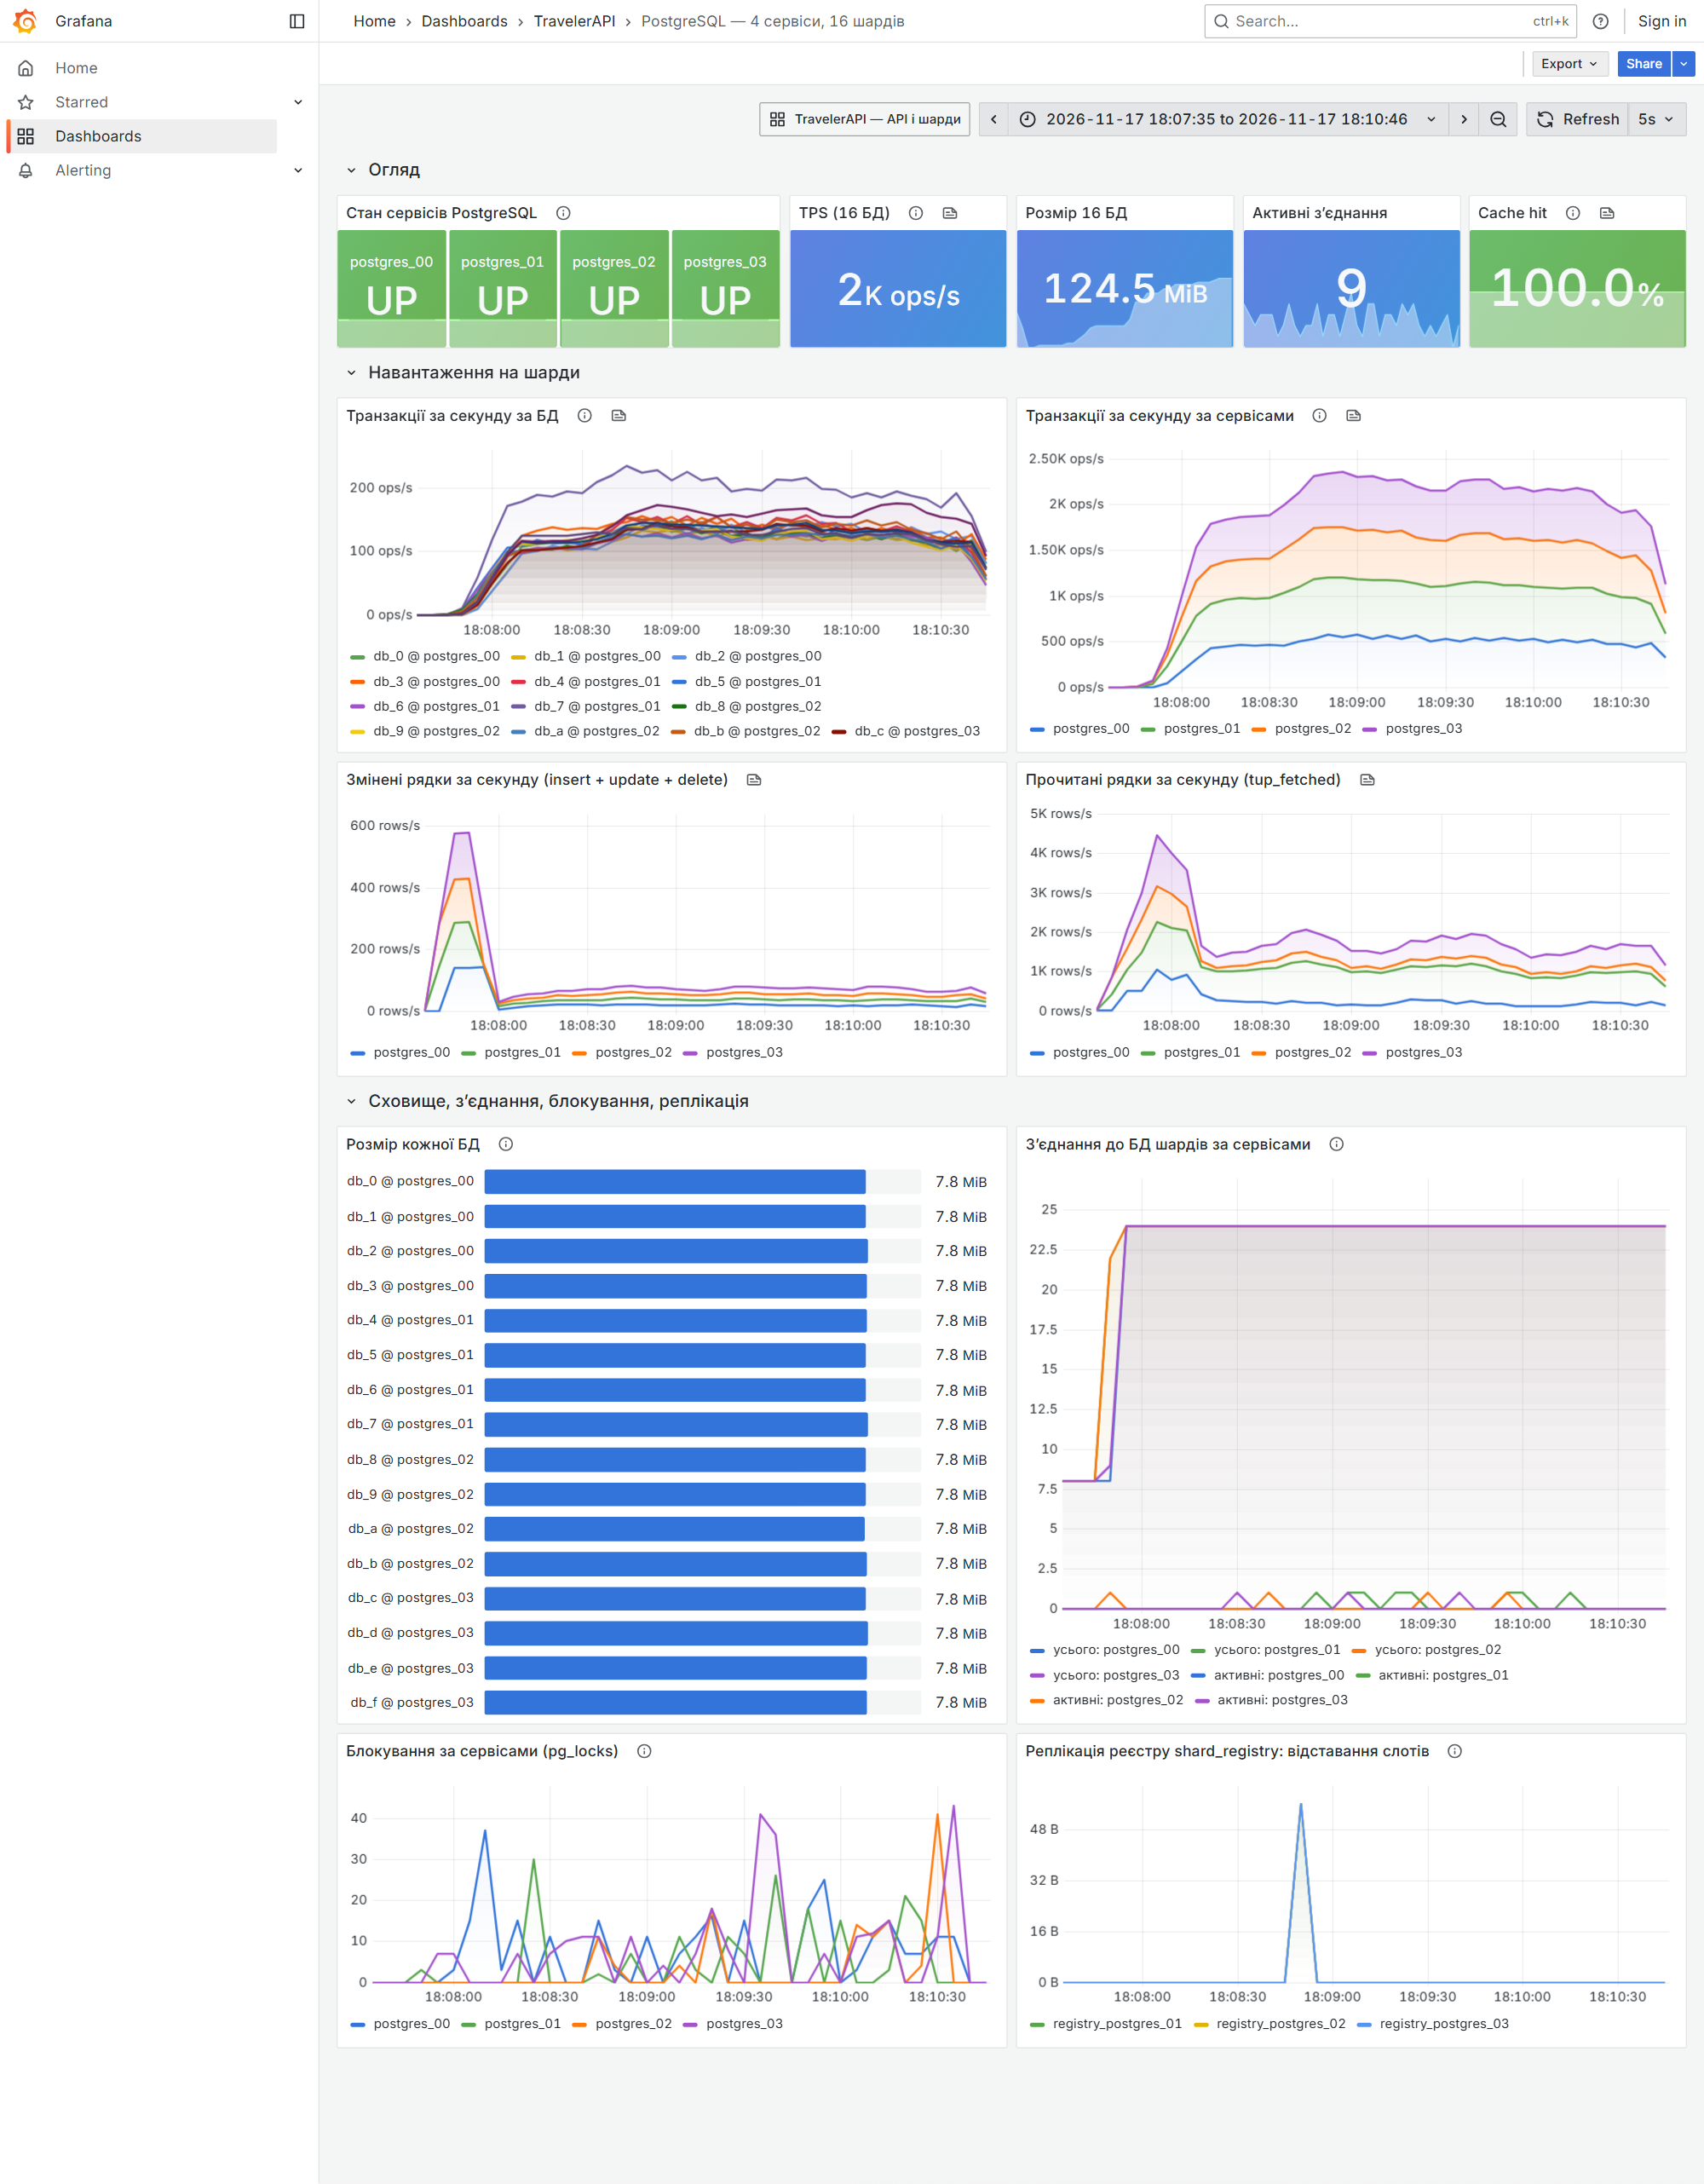 Grafana
Home › Dashboards › TravelerAPI › PostgreSQL — 4 сервіси, 16 шардів
Search... ctrl+k
Sign in
Home
Starred
Dashboards
Alerting
Export
Share
TravelerAPI — API і шарди
2026-11-17 18:07:35 to 2026-11-17 18:10:46
Refresh 5s
Огляд
Стан сервісів PostgreSQL
postgres_00 postgres_01 postgres_02 postgres_03
UP UP UP UP
TPS (16 БД)
2K ops/s
Розмір 16 БД
124.5 MiB
Активні з’єднання
9
Cache hit
100.0%
Навантаження на шарди
Транзакції за секунду за БД
200 ops/s
100 ops/s
0 ops/s
18:08:00 18:08:30 18:09:00 18:09:30 18:10:00 18:10:30
db_0 @ postgres_00 db_1 @ postgres_00 db_2 @ postgres_00
db_3 @ postgres_00 db_4 @ postgres_01 db_5 @ postgres_01
db_6 @ postgres_01 db_7 @ postgres_01 db_8 @ postgres_02
db_9 @ postgres_02 db_a @ postgres_02 db_b @ postgres_02 db_c @ postgres_03
Транзакції за секунду за сервісами
2.50K ops/s
2K ops/s
1.50K ops/s
1K ops/s
500 ops/s
0 ops/s
18:08:00 18:08:30 18:09:00 18:09:30 18:10:00 18:10:30
postgres_00 postgres_01 postgres_02 postgres_03
Змінені рядки за секунду (insert + update + delete)
600 rows/s
400 rows/s
200 rows/s
0 rows/s
18:08:00 18:08:30 18:09:00 18:09:30 18:10:00 18:10:30
postgres_00 postgres_01 postgres_02 postgres_03
Прочитані рядки за секунду (tup_fetched)
5K rows/s
4K rows/s
3K rows/s
2K rows/s
1K rows/s
0 rows/s
18:08:00 18:08:30 18:09:00 18:09:30 18:10:00 18:10:30
postgres_00 postgres_01 postgres_02 postgres_03
Сховище, з’єднання, блокування, реплікація
Розмір кожної БД
db_0 @ postgres_00 7.8 MiB
db_1 @ postgres_00 7.8 MiB
db_2 @ postgres_00 7.8 MiB
db_3 @ postgres_00 7.8 MiB
db_4 @ postgres_01 7.8 MiB
db_5 @ postgres_01 7.8 MiB
db_6 @ postgres_01 7.8 MiB
db_7 @ postgres_01 7.8 MiB
db_8 @ postgres_02 7.8 MiB
db_9 @ postgres_02 7.8 MiB
db_a @ postgres_02 7.8 MiB
db_b @ postgres_02 7.8 MiB
db_c @ postgres_03 7.8 MiB
db_d @ postgres_03 7.8 MiB
db_e @ postgres_03 7.8 MiB
db_f @ postgres_03 7.8 MiB
З’єднання до БД шардів за сервісами
25
22.5
20
17.5
15
12.5
10
7.5
5
2.5
0
18:08:00 18:08:30 18:09:00 18:09:30 18:10:00 18:10:30
усього: postgres_00 усього: postgres_01 усього: postgres_02
усього: postgres_03 активні: postgres_00 активні: postgres_01
активні: postgres_02 активні: postgres_03
Блокування за сервісами (pg_locks)
40
30
20
10
0
18:08:00 18:08:30 18:09:00 18:09:30 18:10:00 18:10:30
postgres_00 postgres_01 postgres_02 postgres_03
Реплікація реєстру shard_registry: відставання слотів
48 B
32 B
16 B
0 B
18:08:00 18:08:30 18:09:00 18:09:30 18:10:00 18:10:30
registry_postgres_01 registry_postgres_02 registry_postgres_03